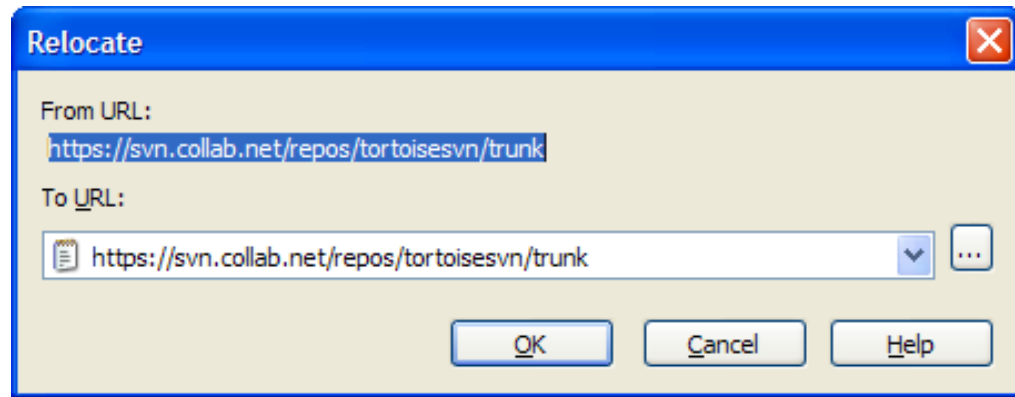 Relocate
From URL:
https://svn.collab.net/repos/tortoisesvn/trunk
To URL:
https://svn.collab.net/repos/tortoisesvn/trunk
...
OK Cancel Help